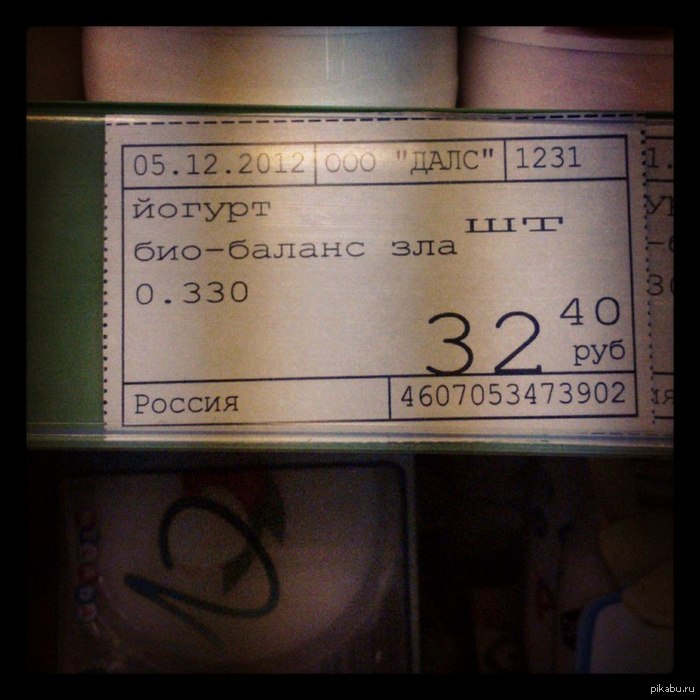 05.12.2012 ООО "ДАЛС" 1231
йогурт
шт
био-баланс зла
0.330
32 40
руб
Россия 4607053473902
pikabu.ru